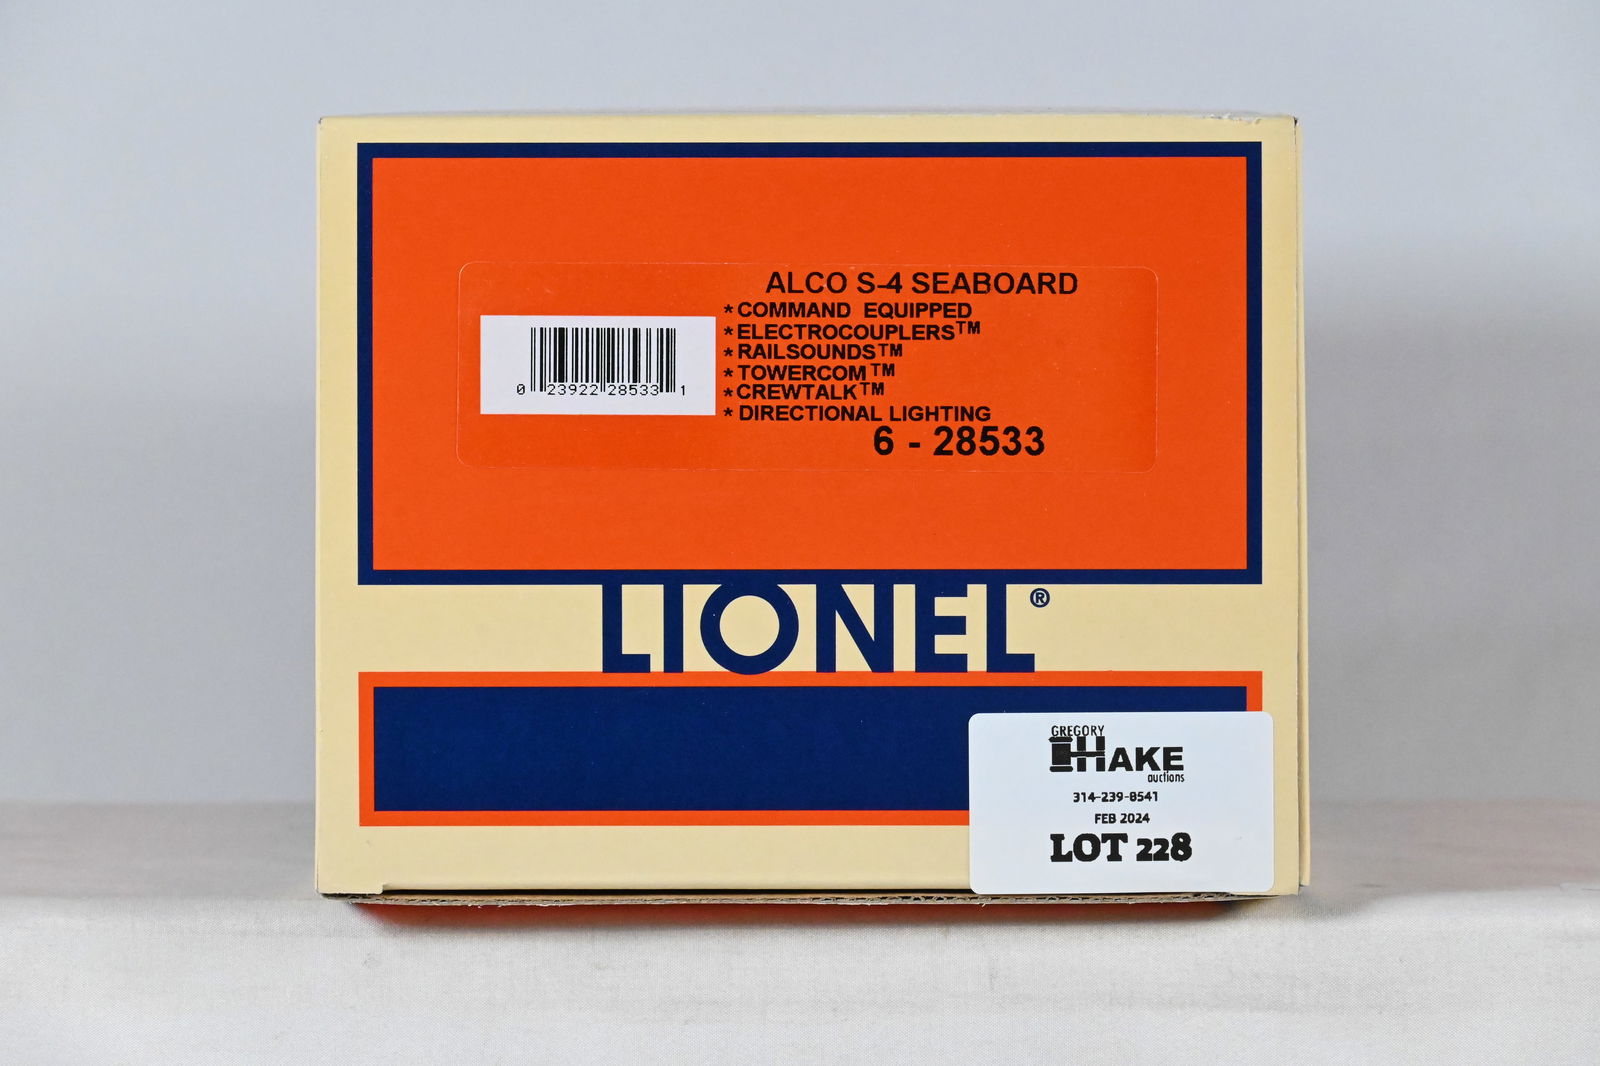 ALCO S-4 SEABOARD
*COMMAND EQUIPPED
*ELECTROCOUPLERS™
*RAILSOUNDS™
*TOWERCOM™
*CREWTALK™
*DIRECTIONAL LIGHTING
6 - 28533
0 23922 28533 1
LIONEL®
GREGORY
HAKE
auctions
314-239-8541
FEB 2024
LOT 228